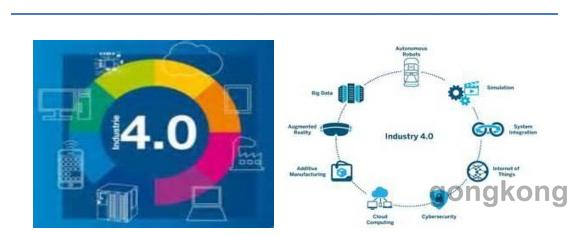 Industrie
4.0
Autonomous
Robots
Simulation
System
Integration
Internet of
Things
Cybersecurity
Cloud
Computing
Additive
Manufacturing
Augmented
Reality
Big Data
Industry 4.0
gongkong